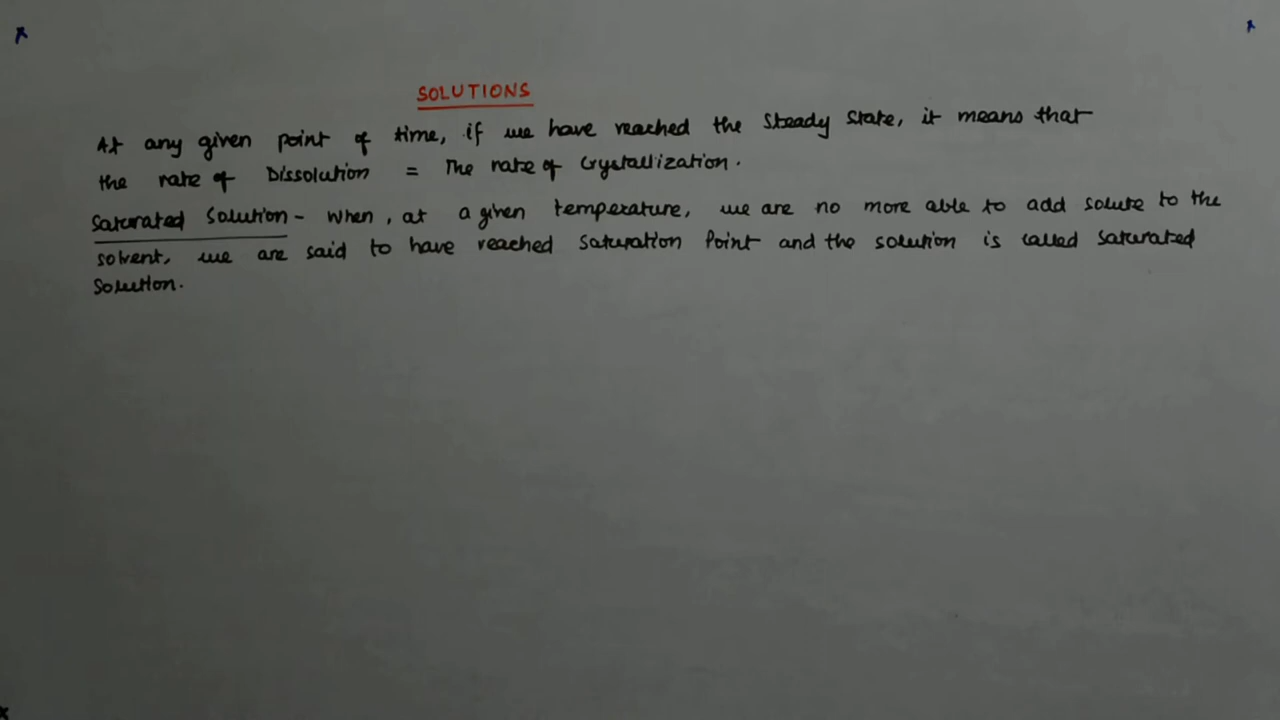 SOLUTIONS
At any given point of time, if we have reached the Steady State, it means that
the rate of Dissolution = The rate of Crystallization.
Saturated Solution - When, at a given temperature, we are no more able to add solute to the
solvent, we are said to have reached Saturation Point and the solution is called Saturated
Solution.